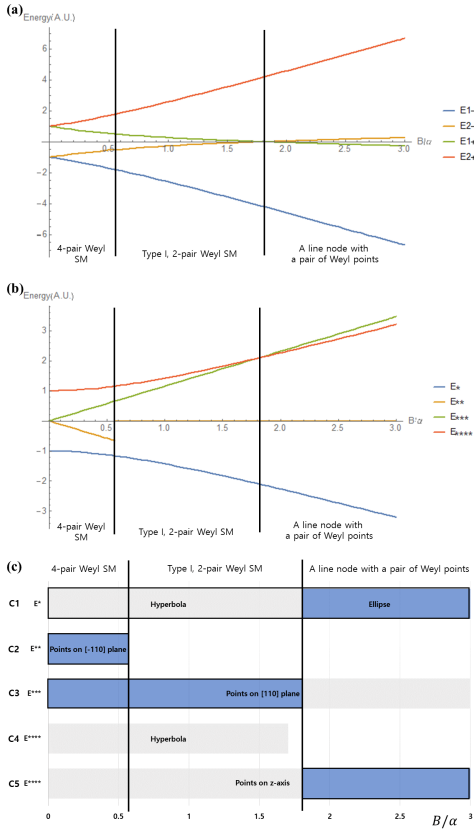 (a)
Energy(A.U.)
6
4
2
0.5
1.0
1.5
2.0
2.5
3.0
B/α
-2
-4
-6
E1-
E2-
E1+
E2+
4-pair Weyl
SM
Type I, 2-pair Weyl SM
A line node with
a pair of Weyl points
(b)
Energy(A.U.)
3
2
1
0.5
1.0
1.5
2.0
2.5
3.0
B/α
-1
-2
-3
E*
E**
E***
E****
4-pair Weyl
SM
Type I, 2-pair Weyl SM
A line node with
a pair of Weyl points
(c)
4-pair Weyl SM
Type I, 2-pair Weyl SM
A line node with a pair of Weyl points
C1 E* Hyperbola Ellipse
C2 E** Points on [-110] plane
C3 E*** Points on [110] plane
C4 E**** Hyperbola
C5 E**** Points on z-axis
0 0.5 1 1.5 2 2.5 3
B/α